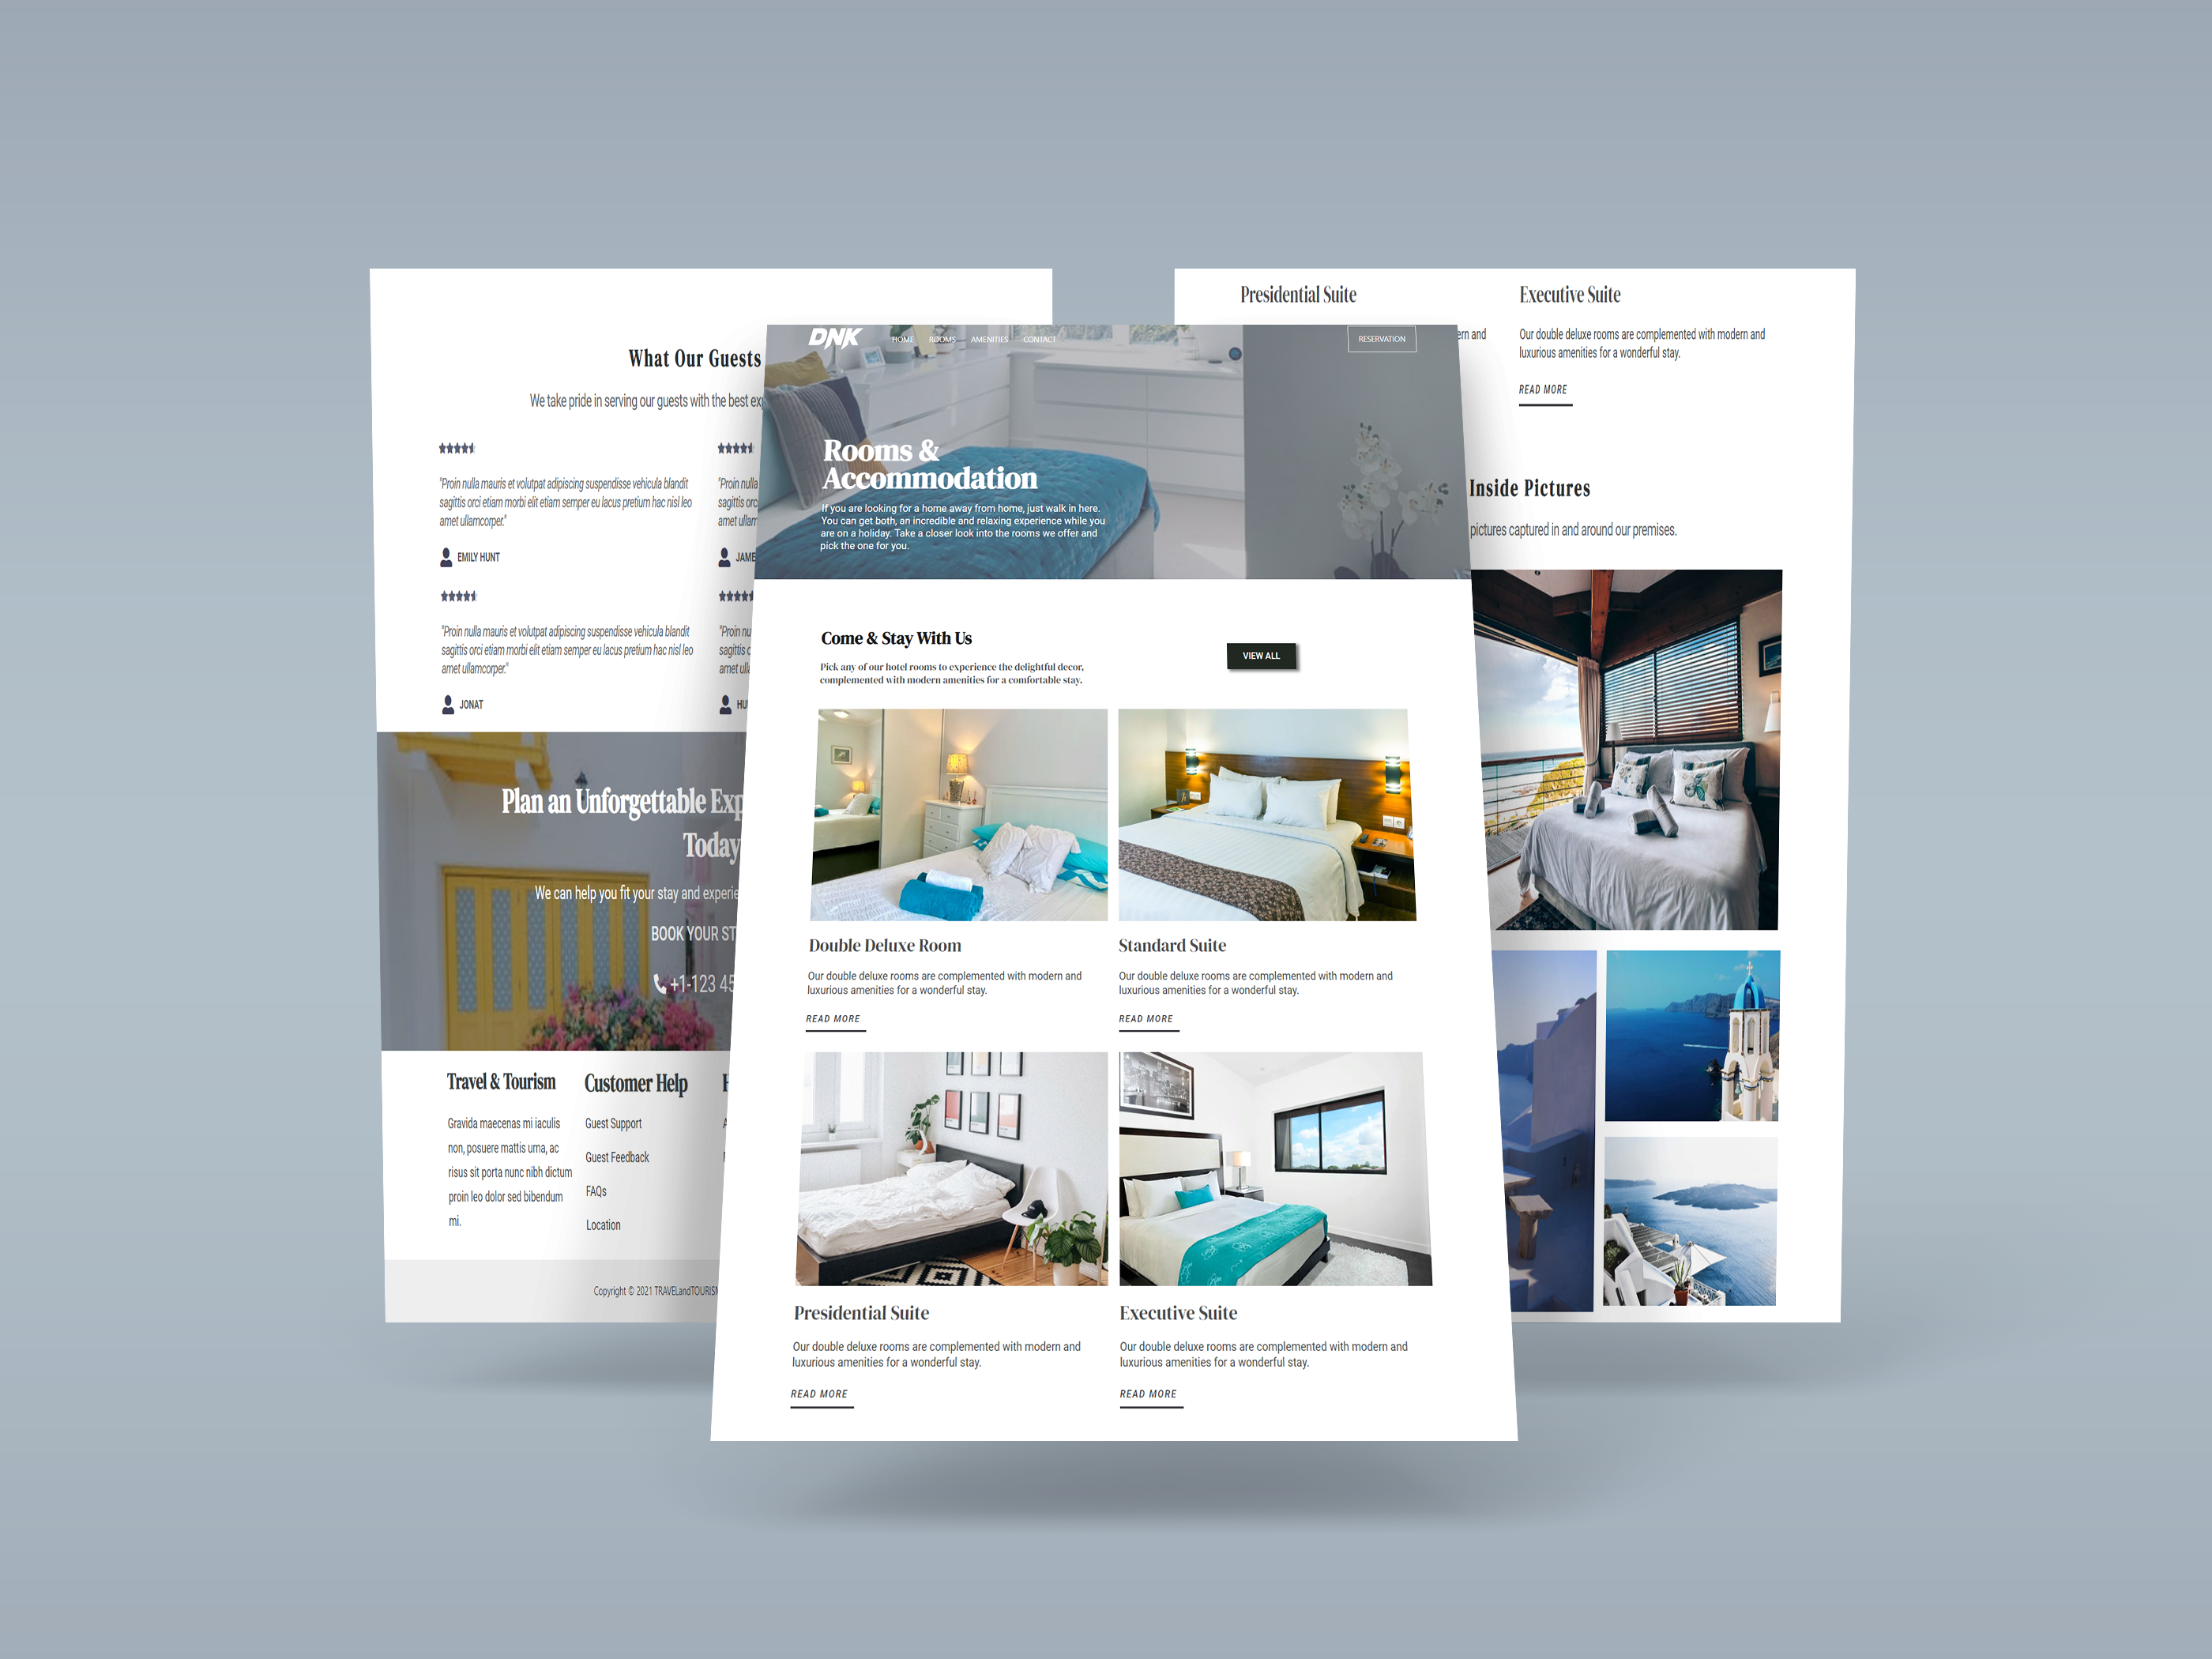 What Our Guests
We take pride in serving our guests with the best
"Proin nulla mauris et volutpat adipiscing suspendisse vehicula blandit
sagittis orci etiam morbi elit etiam semper eu lacus pretium hac nisl leo
amet ullamcorper."
EMILY HUNT
"Proin nulla
sagittis
amet
"Proin nulla mauris et volutpat adipiscing suspendisse vehicula blandit
sagittis orci etiam morbi elit etiam semper eu lacus pretium hac nisl leo
amet ullamcorper."
JONAT
"Proin
sagittis
amet
Plan an Unforgettable
Today
We can help you fit your stay and
BOOK YOUR
+1-123 45
Travel & Tourism
Gravida maecenas mi iaculis
non, posuere mattis urna, ac
risus sit porta nunc nibh dictum
proin leo dolor sed bibendum
mi.
Customer Help
Guest Support
Guest Feedback
FAQs
Location
Copyright © 2021 TRAVELandTOURISM
DNK
HOME ROOMS AMENITIES CONTACT
RESERVATION
Rooms &
Accommodation
If you are looking for a home away from home, just walk in here.
You can get both, an incredible and relaxing experience while you
are on a holiday. Take a closer look into the rooms we offer and
pick the one for you.
Come & Stay With Us
Pick any of our hotel rooms to experience the delightful decor,
complemented with modern amenities for a comfortable stay.
VIEW ALL
Double Deluxe Room
Our double deluxe rooms are complemented with modern and
luxurious amenities for a wonderful stay.
READ MORE
Standard Suite
Our double deluxe rooms are complemented with modern and
luxurious amenities for a wonderful stay.
READ MORE
Presidential Suite
Our double deluxe rooms are complemented with modern and
luxurious amenities for a wonderful stay.
READ MORE
Executive Suite
Our double deluxe rooms are complemented with modern and
luxurious amenities for a wonderful stay.
READ MORE
Presidential Suite
and
Executive Suite
Our double deluxe rooms are complemented with modern and
luxurious amenities for a wonderful stay.
READ MORE
Inside Pictures
pictures captured in and around our premises.